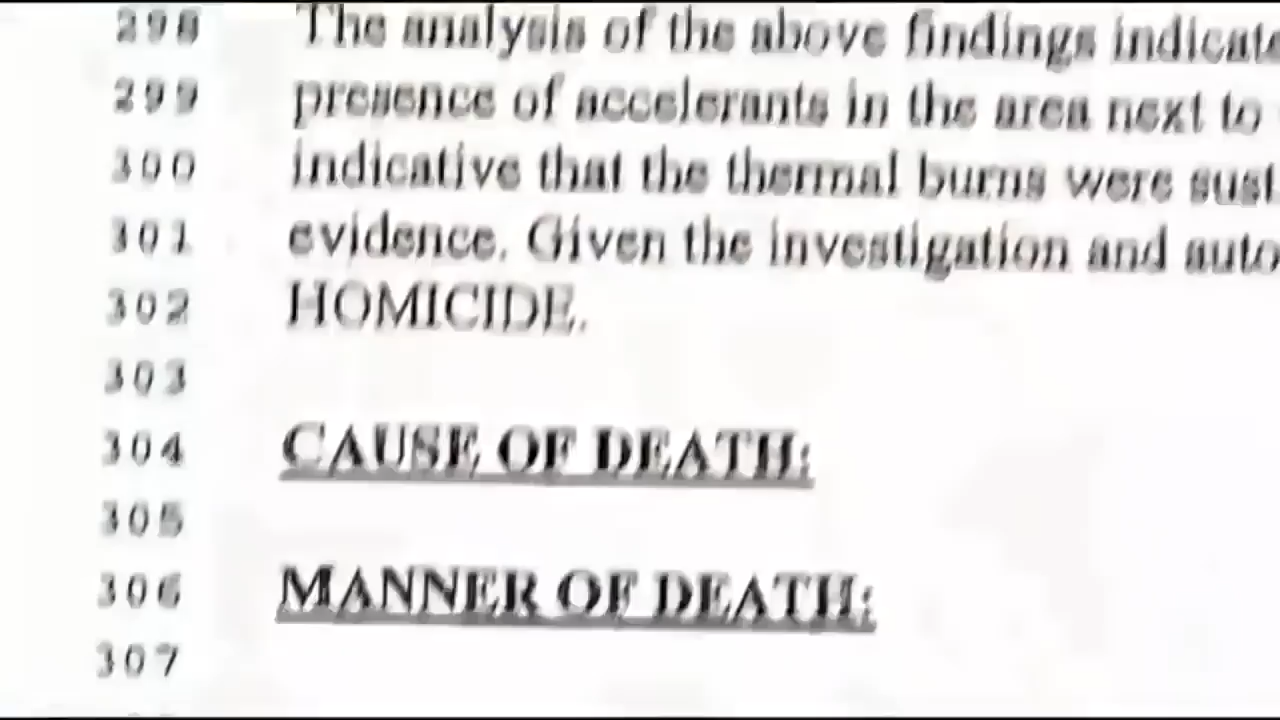 298 The analysis of the above findings indicate
299 presence of accelerants in the area next to
300 indicative that the thermal burns were sust
301 evidence. Given the investigation and auto
302 HOMICIDE.
303
304 CAUSE OF DEATH:
305
306 MANNER OF DEATH:
307